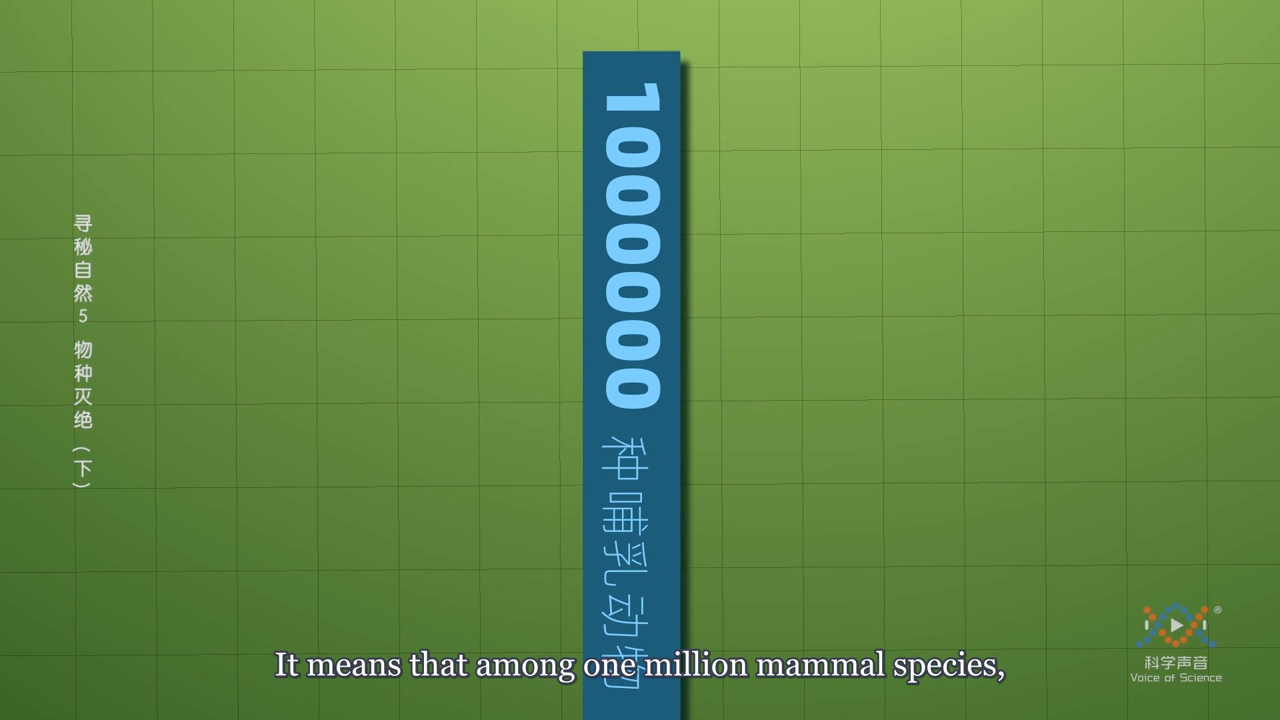 寻秘自然5 物种灭绝（下）
1000000 种哺乳动物
It means that among one million mammal species,
科学声音
Voice of Science
®